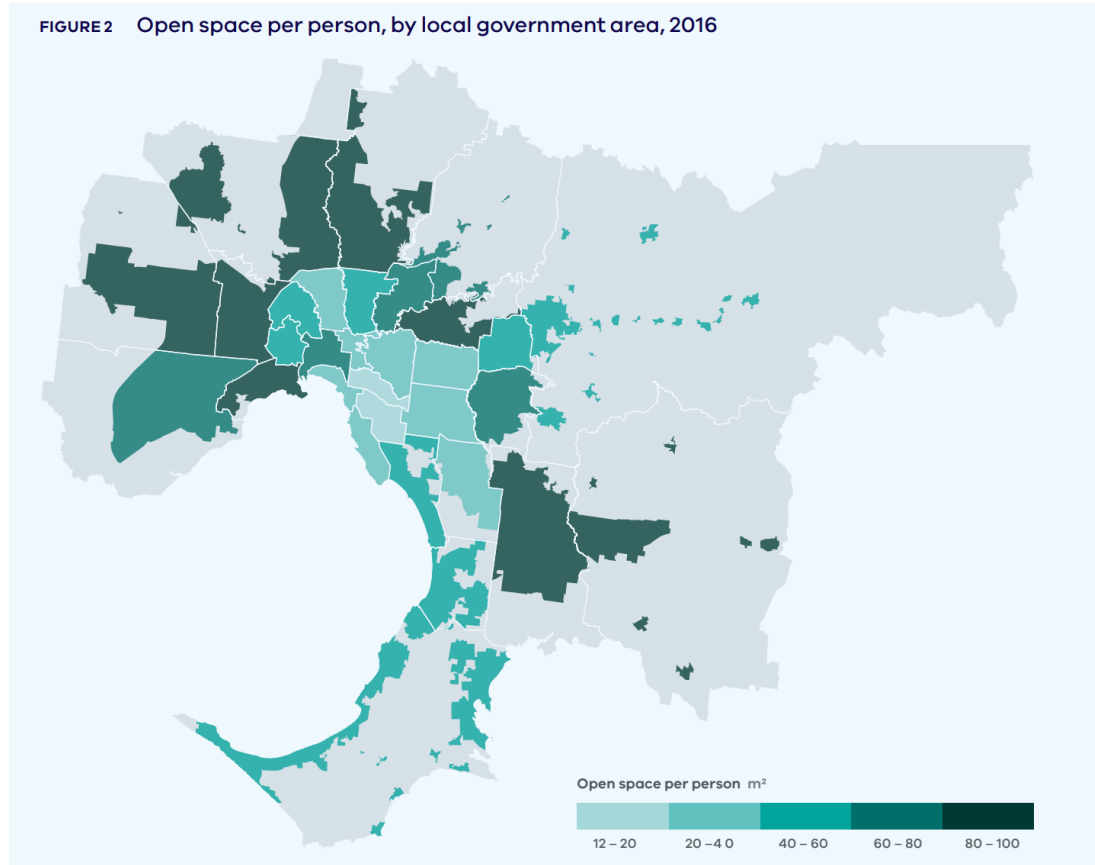 FIGURE 2 Open space per person, by local government area, 2016
Open space per person m²
12 – 20 20 –4 0 40 – 60 60 – 80 80 – 100